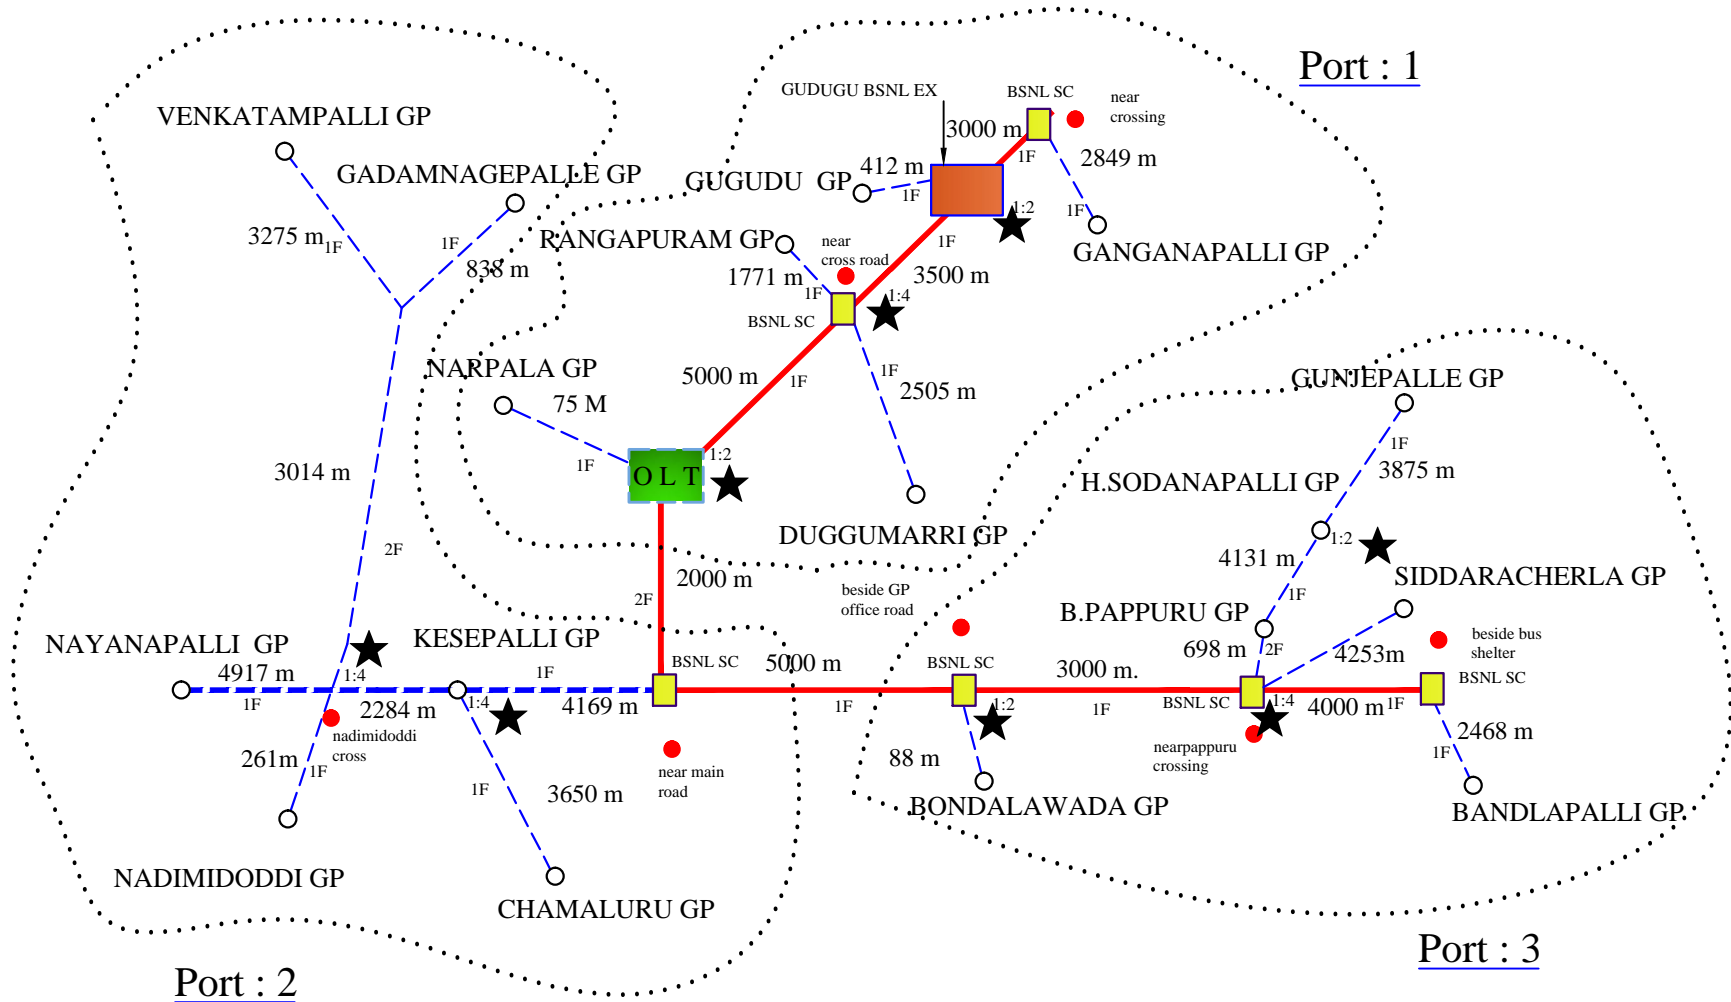 Port : 1
GUDUGU BSNL EX
BSNL SC
near
crossing
VENKATAMPALLI GP
3000 m
1F
2849 m
GADAMNAGEPALLE GP
412 m
GUGUDU GP
1F
1:2
1F
3275 m
1F
1F
838 m
RANGAPURAM GP
near
cross road
1F
3500 m
GANGANAPALLI GP
1771 m
1F
1:4
BSNL SC
NARPALA GP
75 M
5000 m
1F
1F
2505 m
GUNJEPALLE GP
1F
3875 m
1F
1:2
O L T
3014 m
H.SODANAPALLI GP
DUGGUMARRI GP
1:2
2F
2000 m
2F
beside GP
office road
4131 m
1F
SIDDARACHERLA GP
B.PAPPURU GP
NAYANAPALLI GP
KESEPALLI GP
698 m
2F
4253m
beside bus
shelter
4917 m
1:4
1F
BSNL SC
5000 m
BSNL SC
3000 m.
BSNL SC
BSNL SC
1F
2284 m
1:4
4169 m
1F
1:2
1F
1:4
4000 m
1F
nadimidoddi
cross
261m
1F
1F
3650 m
near main
road
88 m
nearpappuru
crossing
2468 m
1F
BONDALAWADA GP
BANDLAPALLI GP
NADIMIDODDI GP
CHAMALURU GP
Port : 3
Port : 2